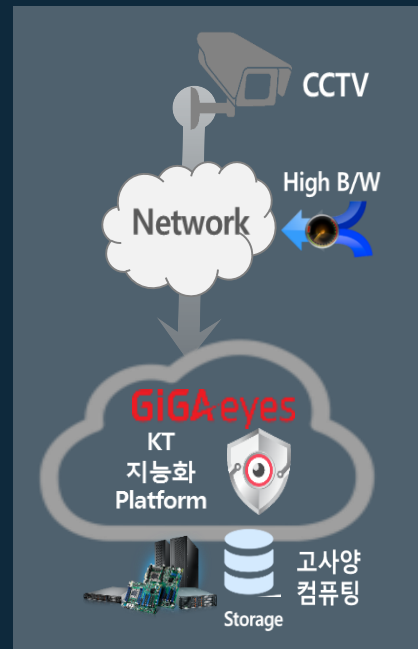 CCTV
High B/W
Network
GiGA eyes
KT
지능화
Platform
고사양
컴퓨팅
Storage